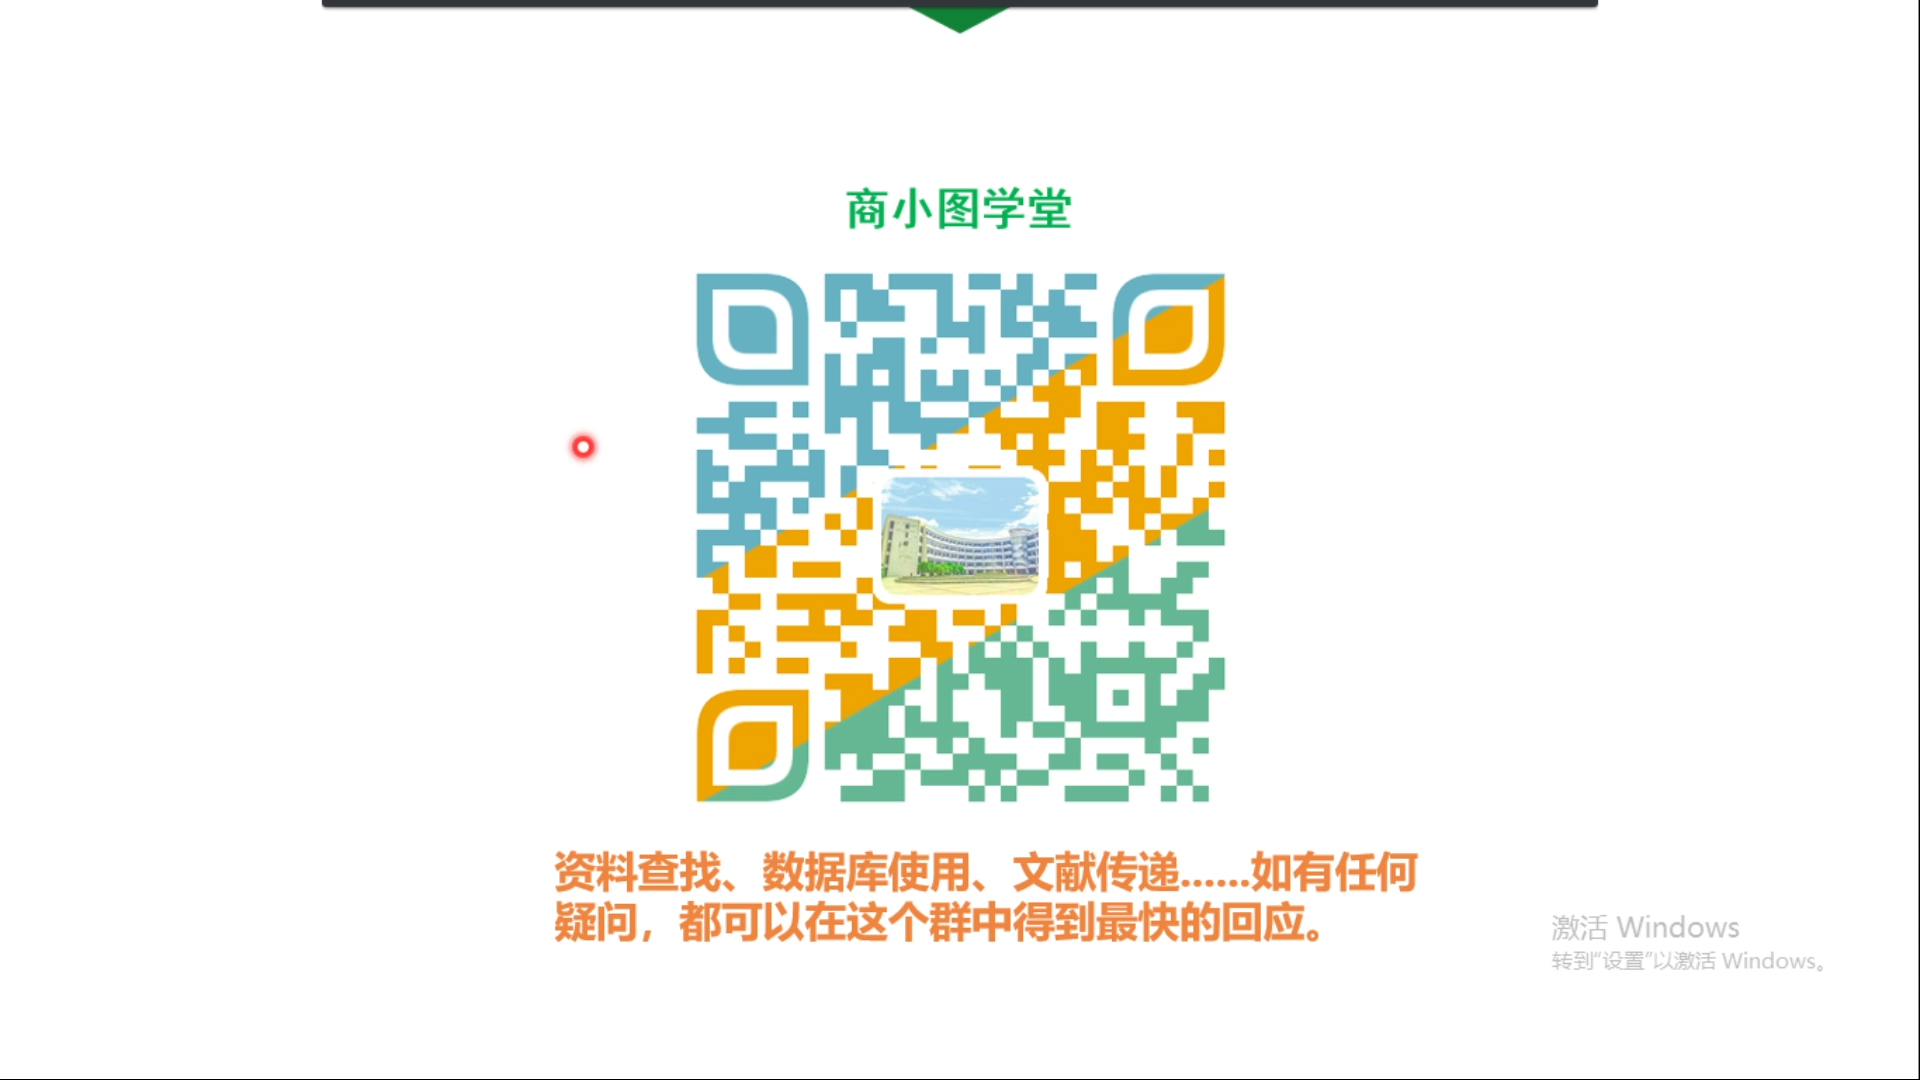 商小图学堂
资料查找、数据库使用、文献传递......如有任何
疑问，都可以在这个群中得到最快的回应。
激活 Windows
转到“设置”以激活 Windows。